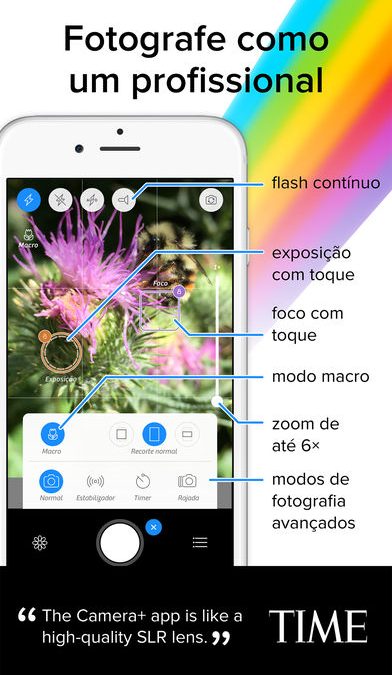 Fotografe como
um profissional
flash contínuo
Macro
exposição
com toque
Foco
foco com
toque
Exposição
modo macro
zoom de
até 6×
Macro
Recorte normal
modos de
fotografia
avançados
Normal
Estabilizador
Timer
Rajada
“ The Camera+ app is like a
high-quality SLR lens. ”
TIME